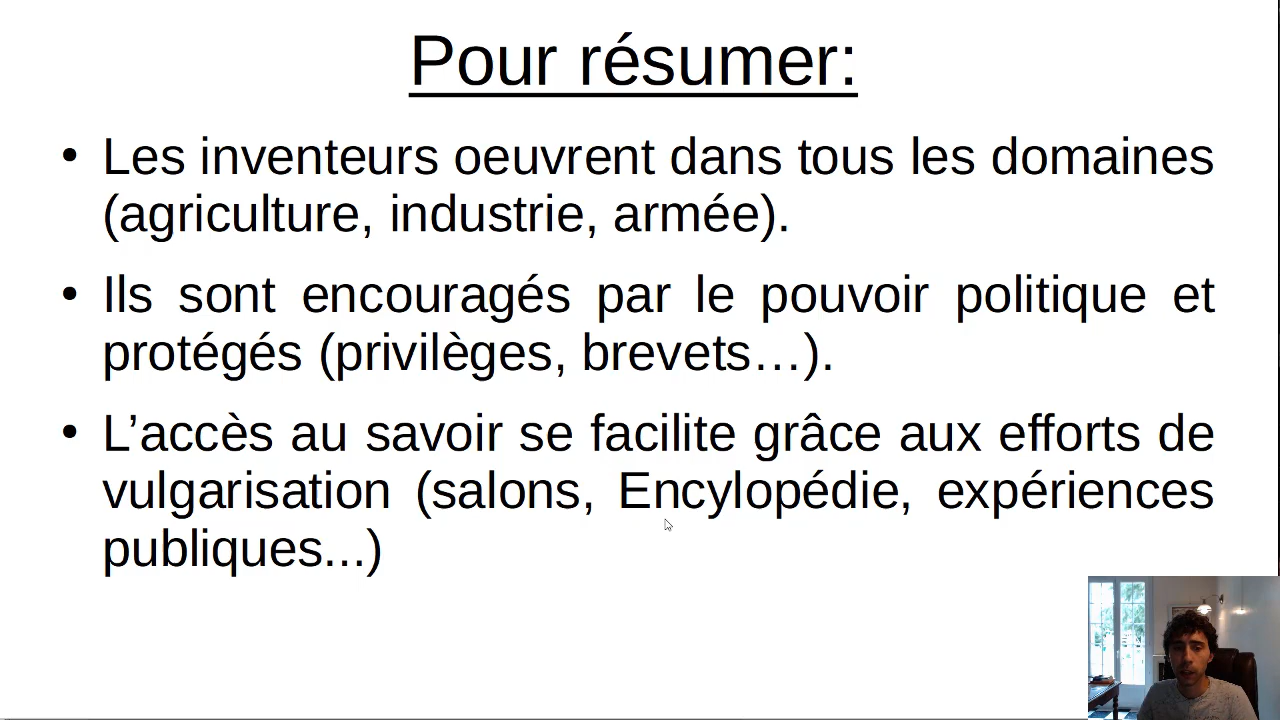 Pour résumer:
• Les inventeurs oeuvrent dans tous les domaines
(agriculture, industrie, armée).
• Ils sont encouragés par le pouvoir politique et
protégés (privilèges, brevets…).
• L’accès au savoir se facilite grâce aux efforts de
vulgarisation (salons, Encylopédie, expériences
publiques...)